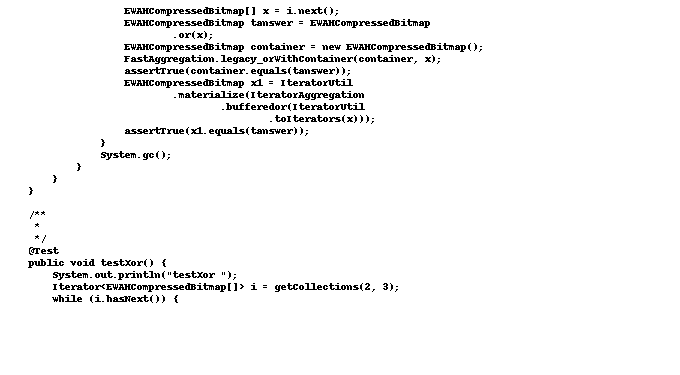 EWAHCompressedBitmap[] x = i.next();
EWAHCompressedBitmap tanswer = EWAHCompressedBitmap
.or(x);
EWAHCompressedBitmap container = new EWAHCompressedBitmap();
FastAggregation.legacy_orWithContainer(container, x);
assertTrue(container.equals(tanswer));
EWAHCompressedBitmap x1 = IteratorUtil
.materialize(IteratorAggregation
.bufferedor(IteratorUtil
.toIterators(x)));
assertTrue(x1.equals(tanswer));
}
System.gc();
}
}
}
/**
*
*/
@Test
public void testXor() {
System.out.println("testXor ");
Iterator<EWAHCompressedBitmap[]> i = getCollections(2, 3);
while (i.hasNext()) {